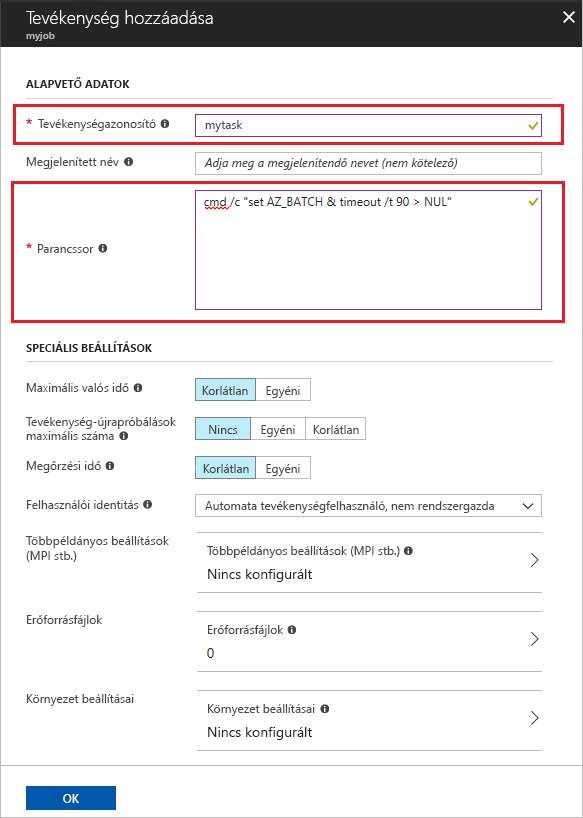 Tevékenység hozzáadása
myjob
ALAPVETŐ ADATOK
* Tevékenységazonosító
mytask
Megjelenített név
Adja meg a megjelenítendő nevet (nem kötelező)
* Parancssor
cmd /c "set AZ_BATCH & timeout /t 90 > NUL"
SPECIÁLIS BEÁLLÍTÁSOK
Maximális valós idő
Korlátlan Egyéni
Tevékenység-újrapróbálások
maximális száma
Nincs Egyéni Korlátlan
Megőrzési idő
Korlátlan Egyéni
Felhasználói identitás
Automata tevékenységfelhasználó, nem rendszergazda
Többpéldányos beállítások
(MPI stb.)
Többpéldányos beállítások (MPI stb.)
Nincs konfigurált
Erőforrásfájlok
Erőforrásfájlok
0
Környezet beállításai
Környezet beállításai
Nincs konfigurált
OK